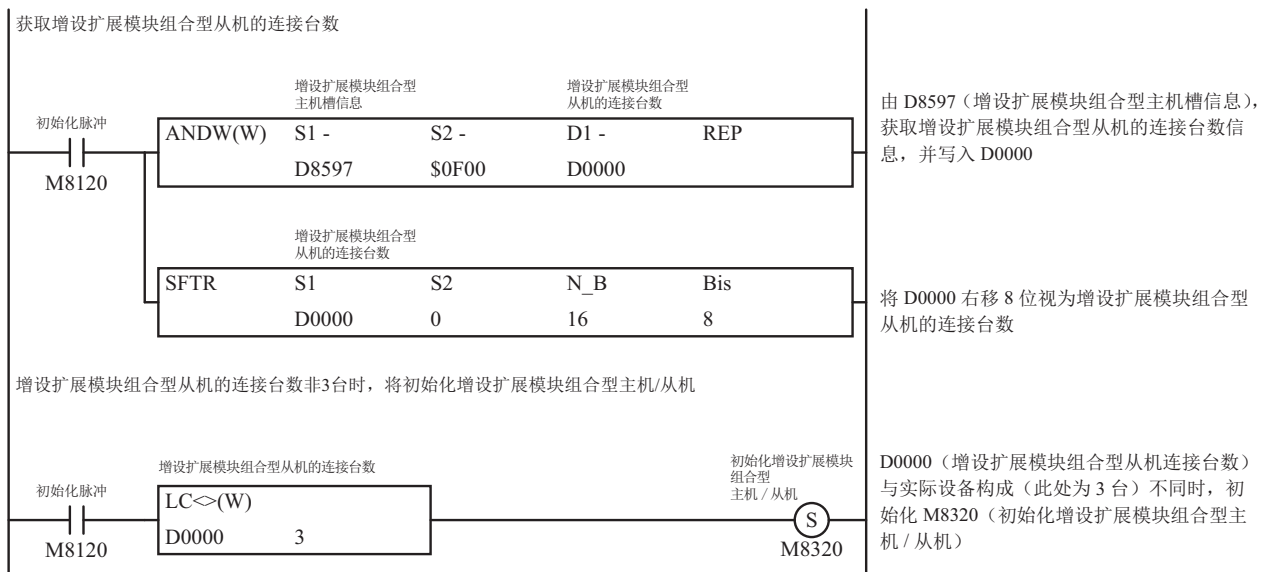 获取增设扩展模块组合型从机的连接台数
增设扩展模块组合型
主机槽信息
增设扩展模块组合型
从机的连接台数
初始化脉冲
M8120
ANDW(W) S1 - S2 - D1 - REP
D8597 $0F00 D0000
由 D8597（增设扩展模块组合型主机槽信息），
获取增设扩展模块组合型从机的连接台数信
息，并写入 D0000
增设扩展模块组合型
从机的连接台数
SFTR S1 S2 N_B Bis
D0000 0 16 8
将 D0000 右移 8 位视为增设扩展模块组合型
从机的连接台数
增设扩展模块组合型从机的连接台数非3台时，将初始化增设扩展模块组合型主机/从机
增设扩展模块组合型从机的连接台数
初始化脉冲
M8120
LC<>(W)
D0000 3
初始化增设扩展模块
组合型
主机 / 从机
S
M8320
D0000（增设扩展模块组合型从机连接台数）
与实际设备构成（此处为 3 台）不同时，初
始化 M8320（初始化增设扩展模块组合型主
机 / 从机）